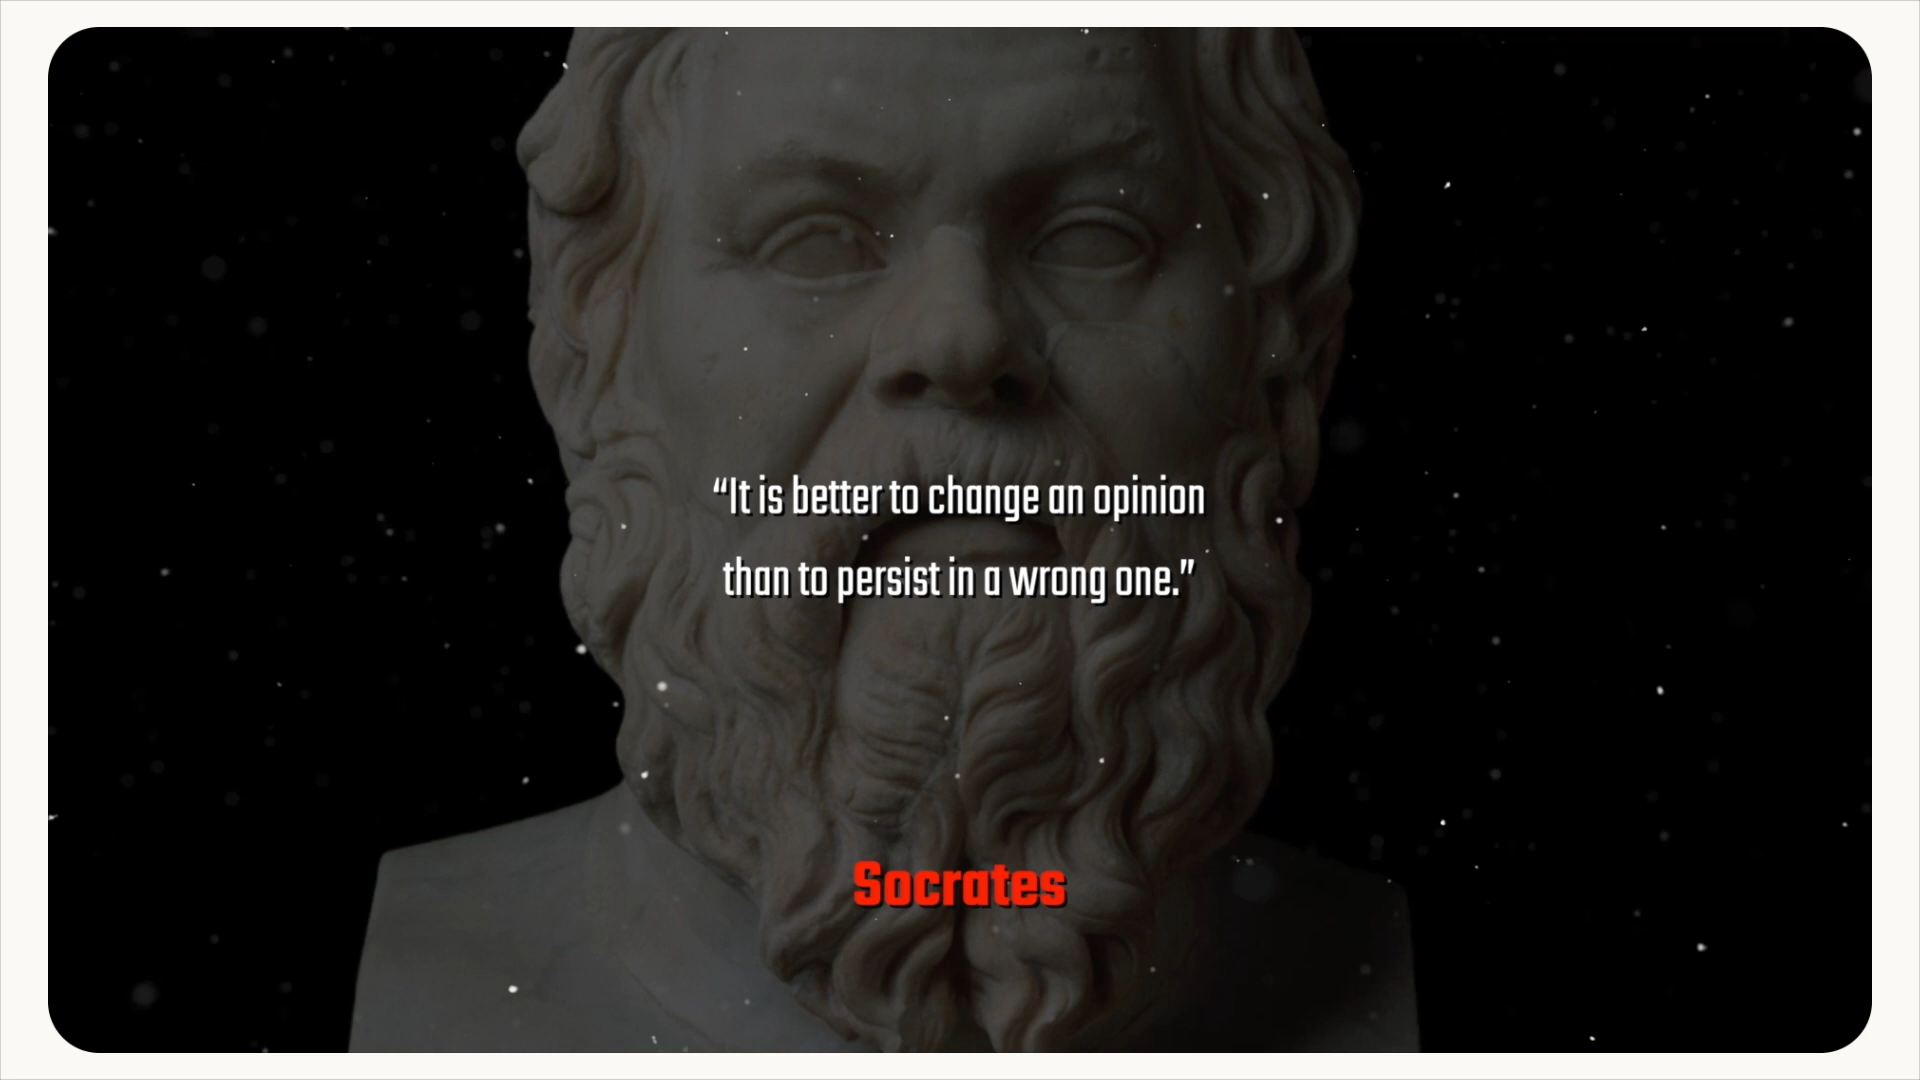 “It is better to change an opinion
than to persist in a wrong one.”
Socrates